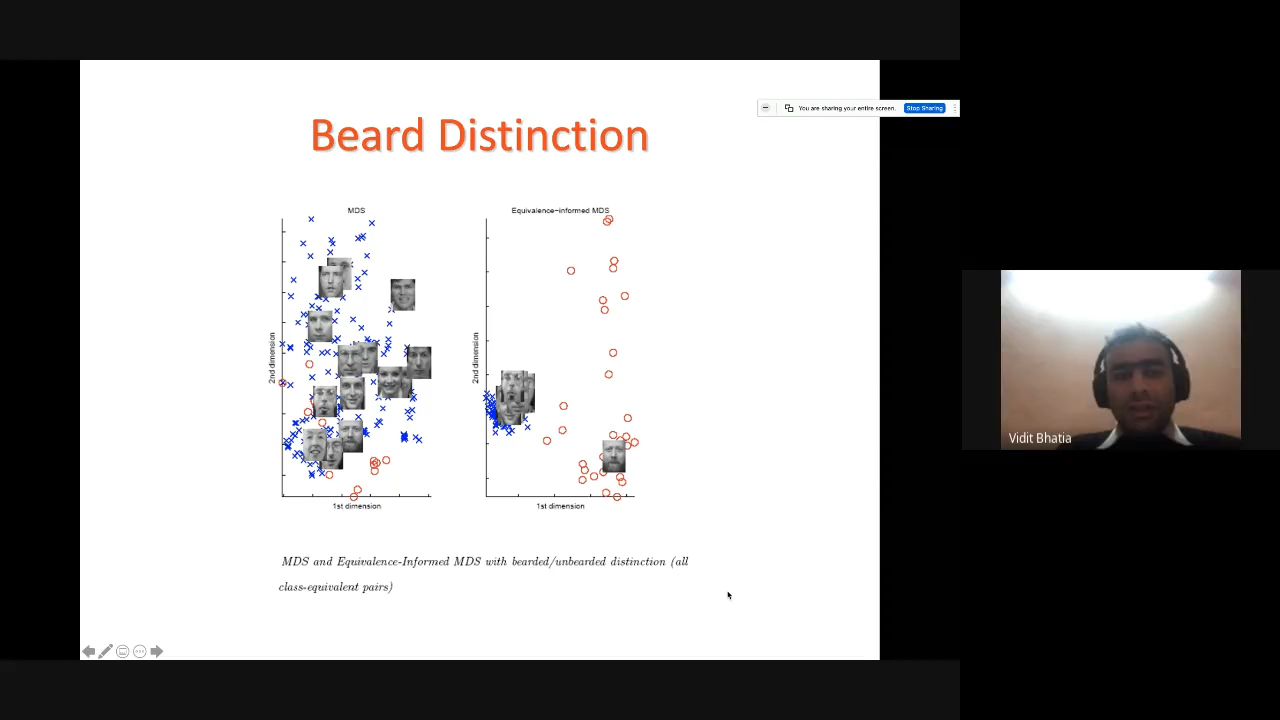 You are sharing your entire screen.
Stop Sharing
Beard Distinction
MDS
Equivalence-informed MDS
2nd dimension
2nd dimension
1st dimension
1st dimension
MDS and Equivalence-Informed MDS with bearded/unbearded distinction (all
class-equivalent pairs)
Vidit Bhatia